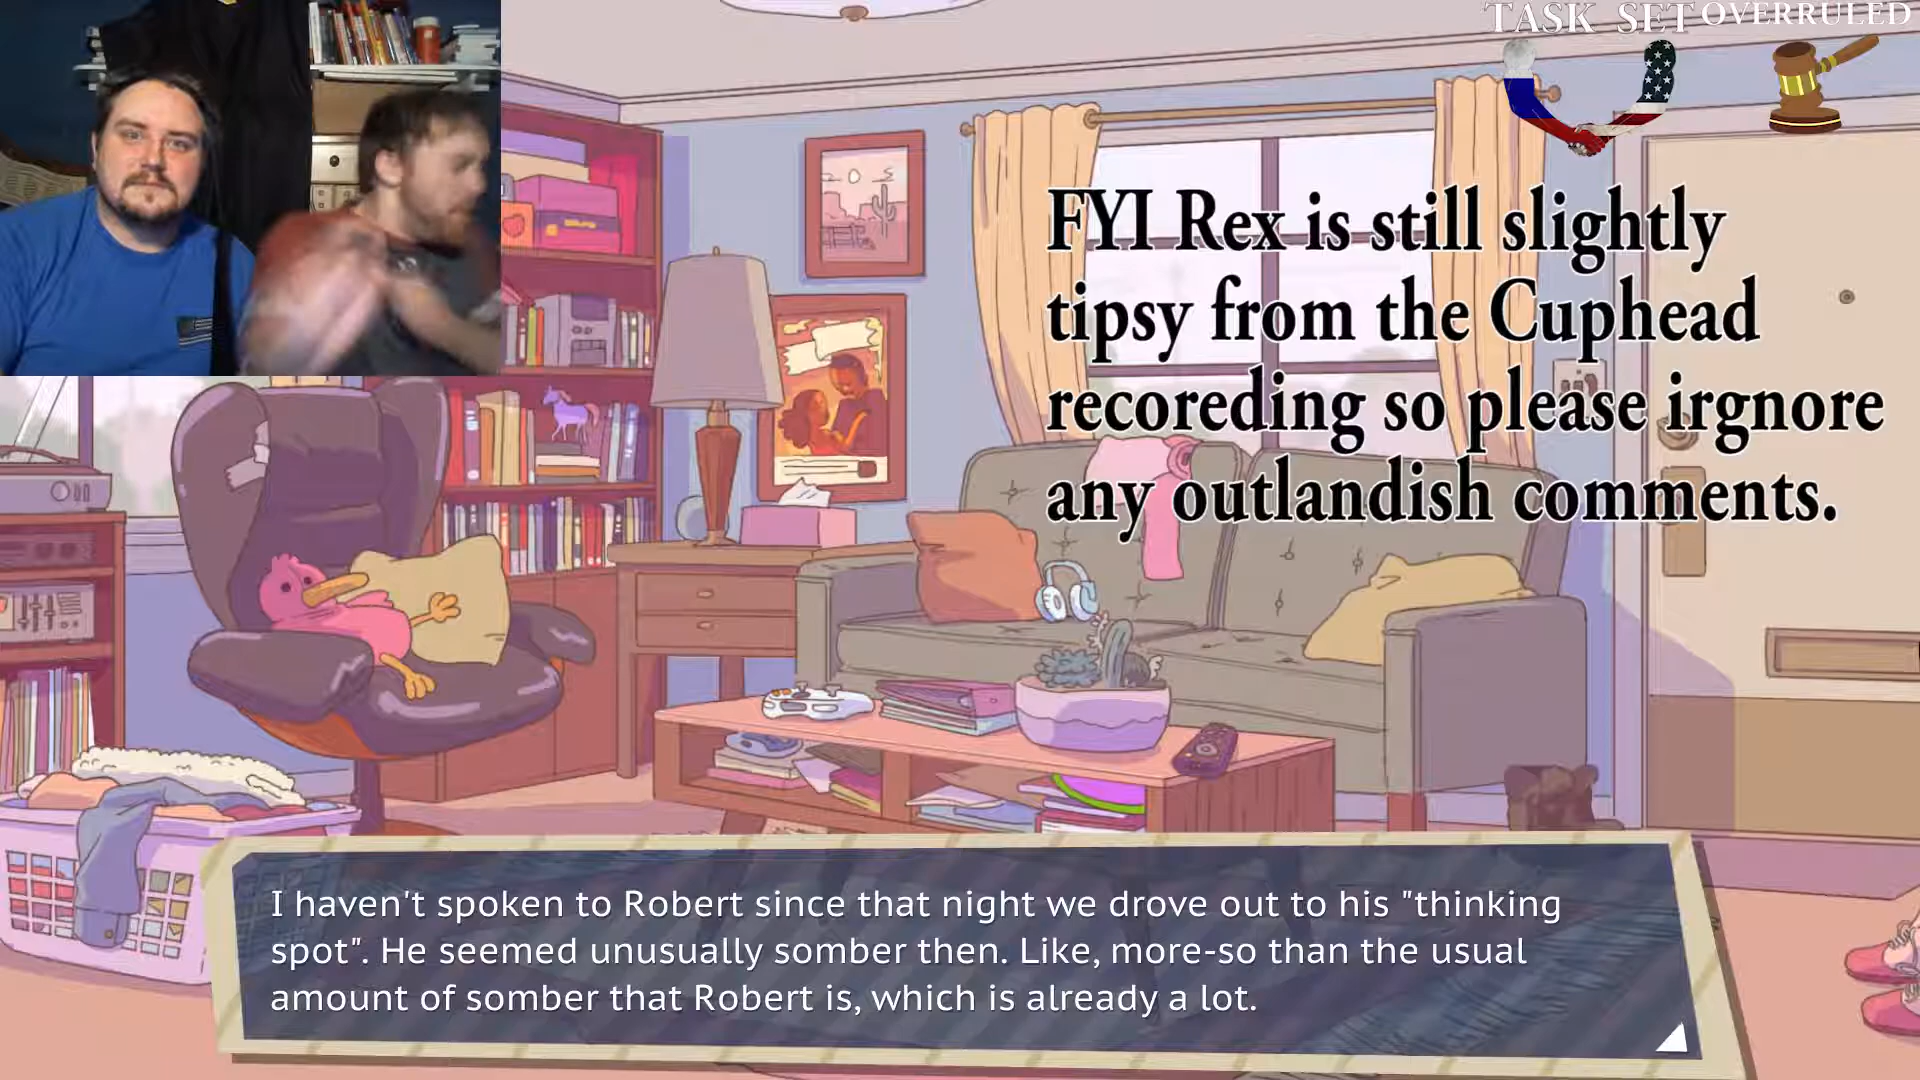 TASK SET OVERRULED
FYI Rex is still slightly
tipsy from the Cuphead
recoreding so please irgnore
any outlandish comments.
I haven't spoken to Robert since that night we drove out to his "thinking
spot". He seemed unusually somber then. Like, more-so than the usual
amount of somber that Robert is, which is already a lot.